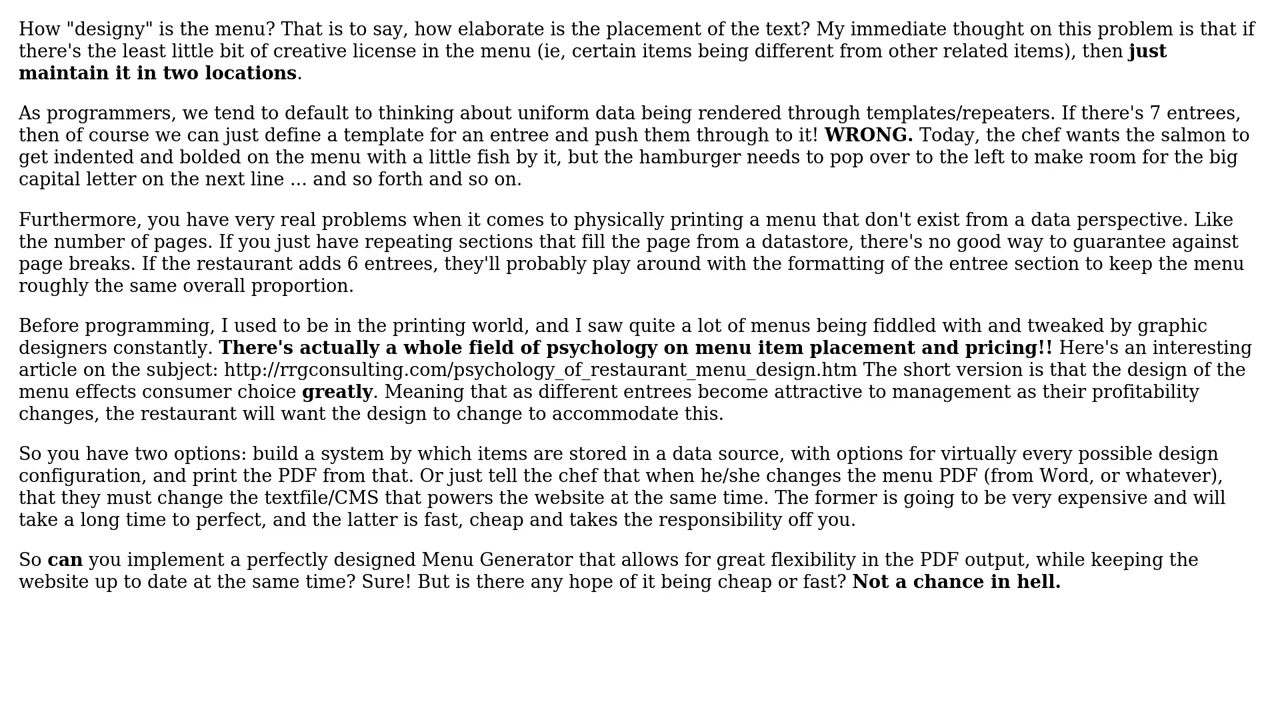 How "designy" is the menu? That is to say, how elaborate is the placement of the text? My immediate thought on this problem is that if
there's the least little bit of creative license in the menu (ie, certain items being different from other related items), then just
maintain it in two locations.
As programmers, we tend to default to thinking about uniform data being rendered through templates/repeaters. If there's 7 entrees,
then of course we can just define a template for an entree and push them through to it! WRONG. Today, the chef wants the salmon to
get indented and bolded on the menu with a little fish by it, but the hamburger needs to pop over to the left to make room for the big
capital letter on the next line ... and so forth and so on.
Furthermore, you have very real problems when it comes to physically printing a menu that don't exist from a data perspective. Like
the number of pages. If you just have repeating sections that fill the page from a datastore, there's no good way to guarantee against
page breaks. If the restaurant adds 6 entrees, they'll probably play around with the formatting of the entree section to keep the menu
roughly the same overall proportion.
Before programming, I used to be in the printing world, and I saw quite a lot of menus being fiddled with and tweaked by graphic
designers constantly. There's actually a whole field of psychology on menu item placement and pricing!! Here's an interesting
article on the subject: http://rrgconsulting.com/psychology_of_restaurant_menu_design.htm The short version is that the design of the
menu effects consumer choice greatly. Meaning that as different entrees become attractive to management as their profitability
changes, the restaurant will want the design to change to accommodate this.
So you have two options: build a system by which items are stored in a data source, with options for virtually every possible design
configuration, and print the PDF from that. Or just tell the chef that when he/she changes the menu PDF (from Word, or whatever),
that they must change the textfile/CMS that powers the website at the same time. The former is going to be very expensive and will
take a long time to perfect, and the latter is fast, cheap and takes the responsibility off you.
So can you implement a perfectly designed Menu Generator that allows for great flexibility in the PDF output, while keeping the
website up to date at the same time? Sure! But is there any hope of it being cheap or fast? Not a chance in hell.